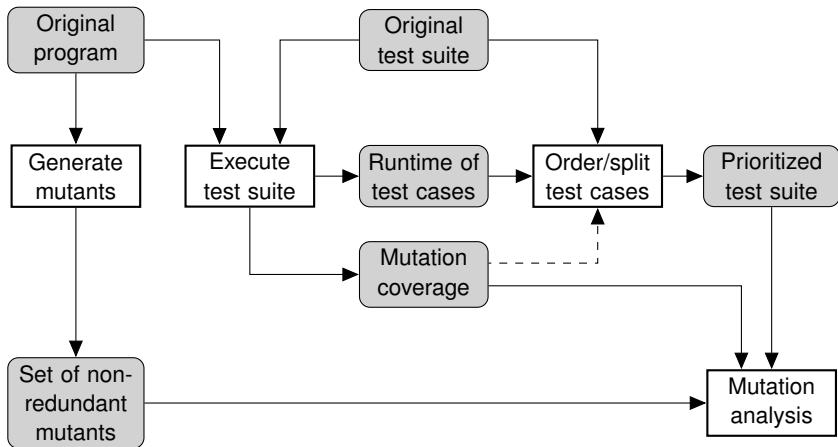 Original
program
Original
test suite
Generate
mutants
Execute
test suite
Runtime of
test cases
Order/split
test cases
Prioritized
test suite
Mutation
coverage
Set of non-
redundant
mutants
Mutation
analysis